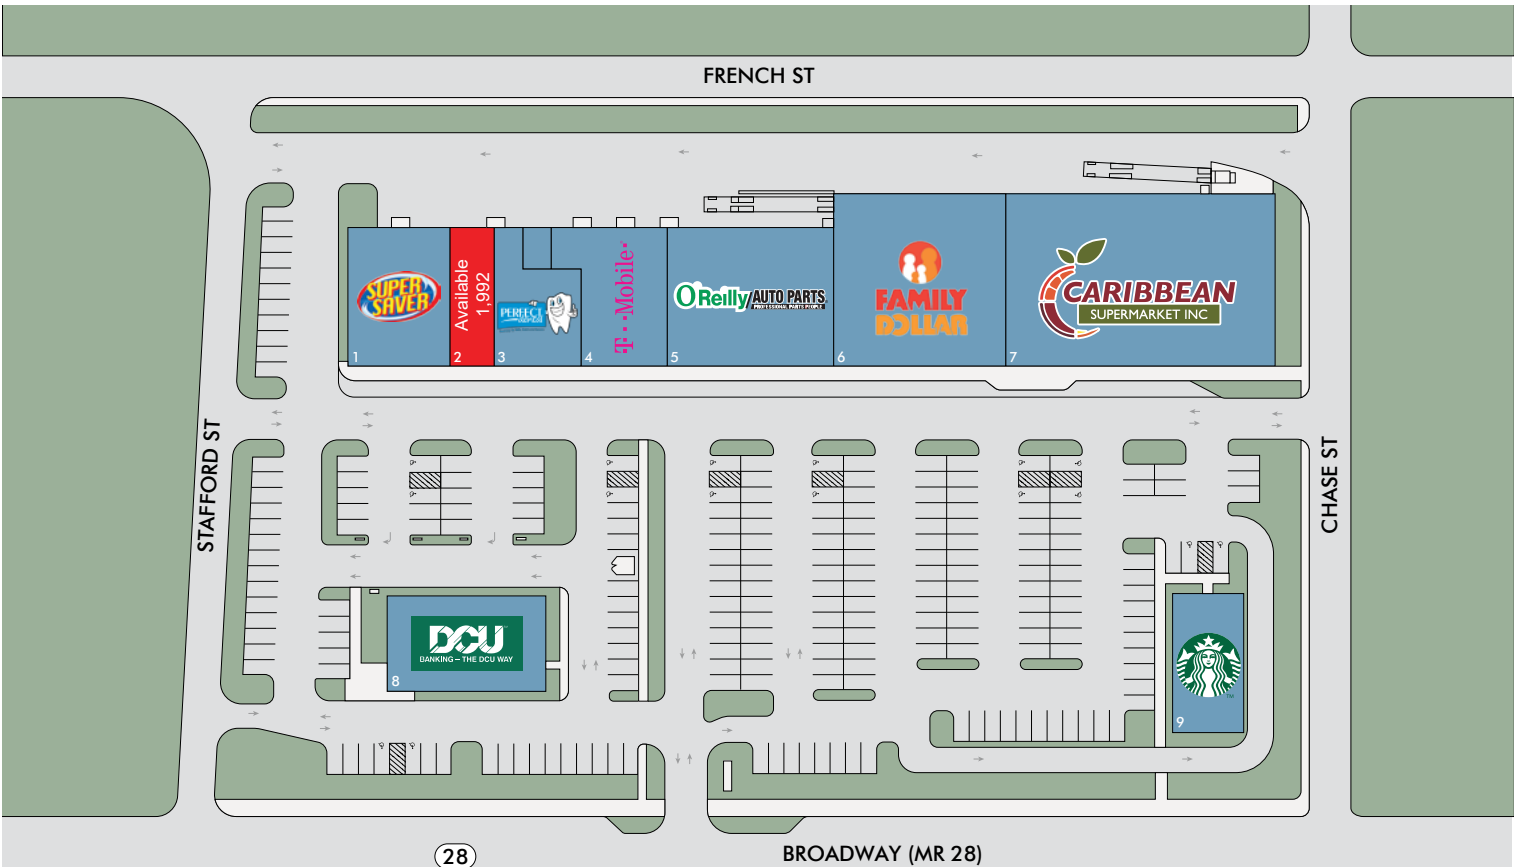 FRENCH ST
STAFFORD ST
CHASE ST
SUPER
SAVER
1
Available
1,992
2
PERFECT
3
T··Mobile·
4
O'Reilly AUTO PARTS
PROFESSIONAL PARTS PEOPLE
5
FAMILY
DOLLAR
6
CARIBBEAN
SUPERMARKET INC
7
DCU
BANKING – THE DCU WAY
8
TM
9
28
BROADWAY (MR 28)